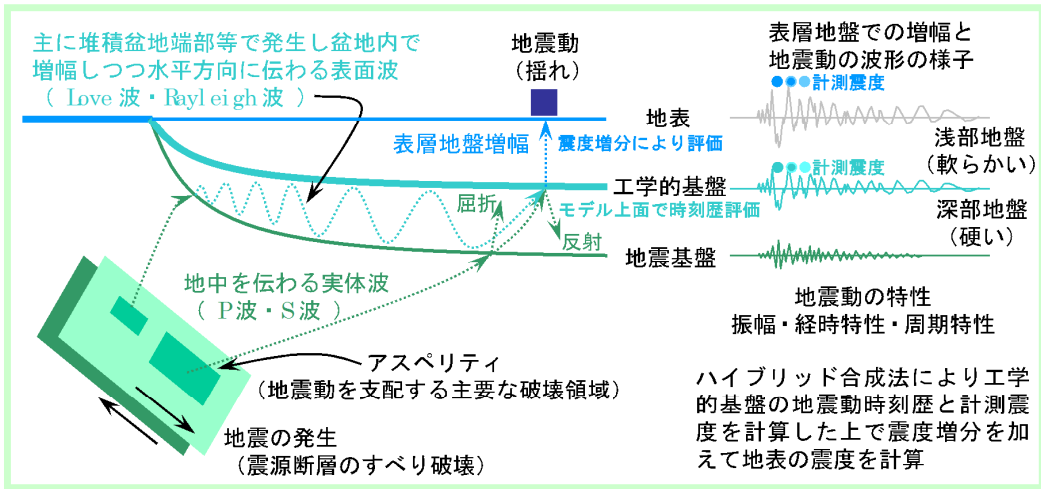 主に堆積盆地端部等で発生し盆地内で
増幅しつつ水平方向に伝わる表面波
(Love波・Rayleigh波)
地震動
(揺れ)
表層地盤での増幅と
地震動の波形の様子
計測震度
地表
表層地盤増幅
震度増分により評価
浅部地盤
(軟らかい)
計測震度
工学的基盤
モデル上面で時刻歴評価
屈折
反射
深部地盤
(硬い)
地震基盤
地中を伝わる実体波
(P波・S波)
地震動の特性
振幅・経時特性・周期特性
アスペリティ
(地震動を支配する主要な破壊領域)
地震の発生
(震源断層のすべり破壊)
ハイブリッド合成法により工学
的基盤の地震動時刻歴と計測震
度を計算した上で震度増分を加
えて地表の震度を計算